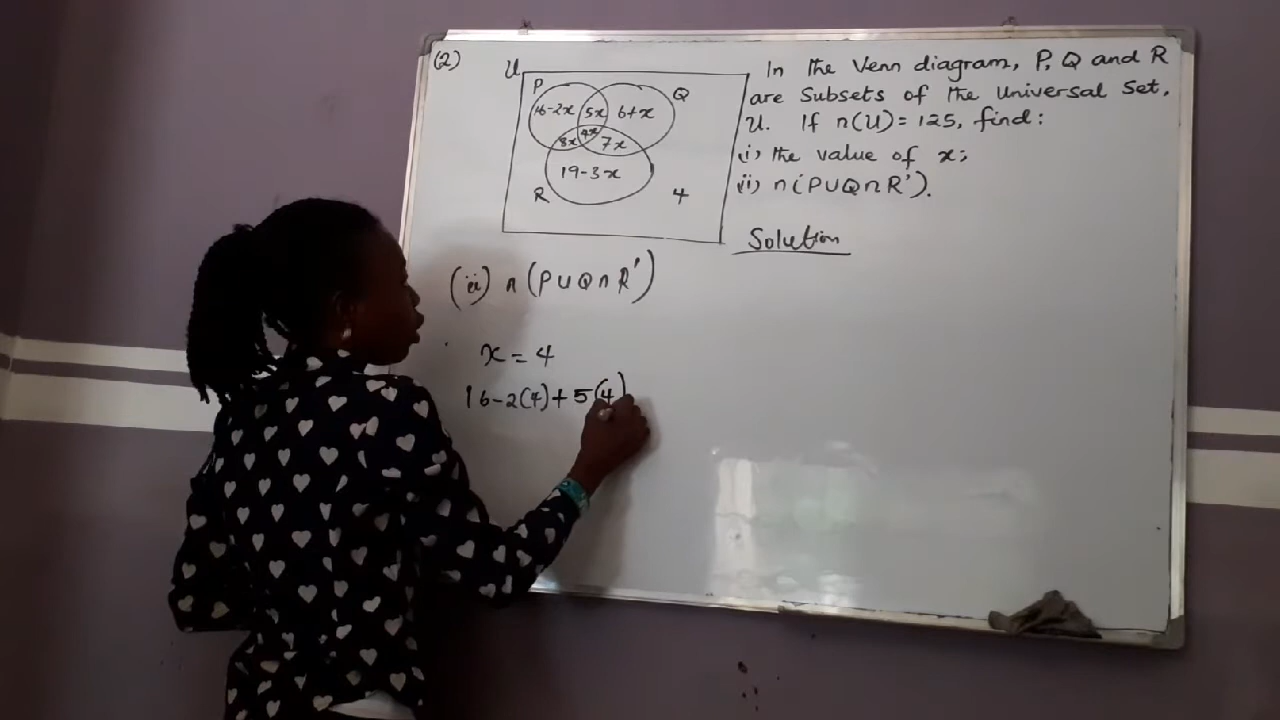 (2)
U
P
Q
16-2x
5x
6+x
8x
4x
7x
19-3x
R
4
In the Venn diagram, P, Q and R
are Subsets of the Universal Set,
U. If n(U) = 125, find:
(i) the value of x;
(ii) n(P∪Q∩R').
Solution
(ii) n(P∪Q∩R')
x = 4
16-2(4)+5(4)